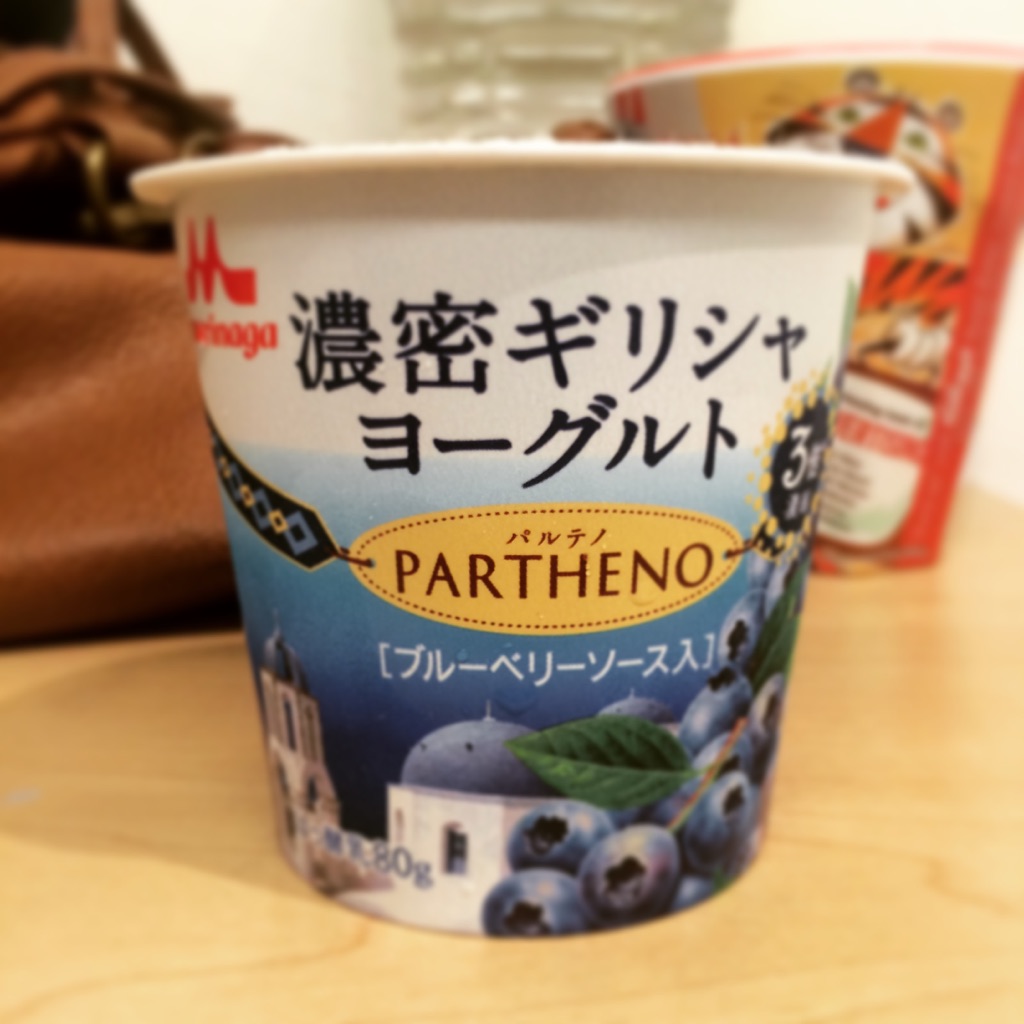 濃密ギリシャ
ヨーグルト
パルテノ
PARTHENO
[ブルーベリーソース入]
80g